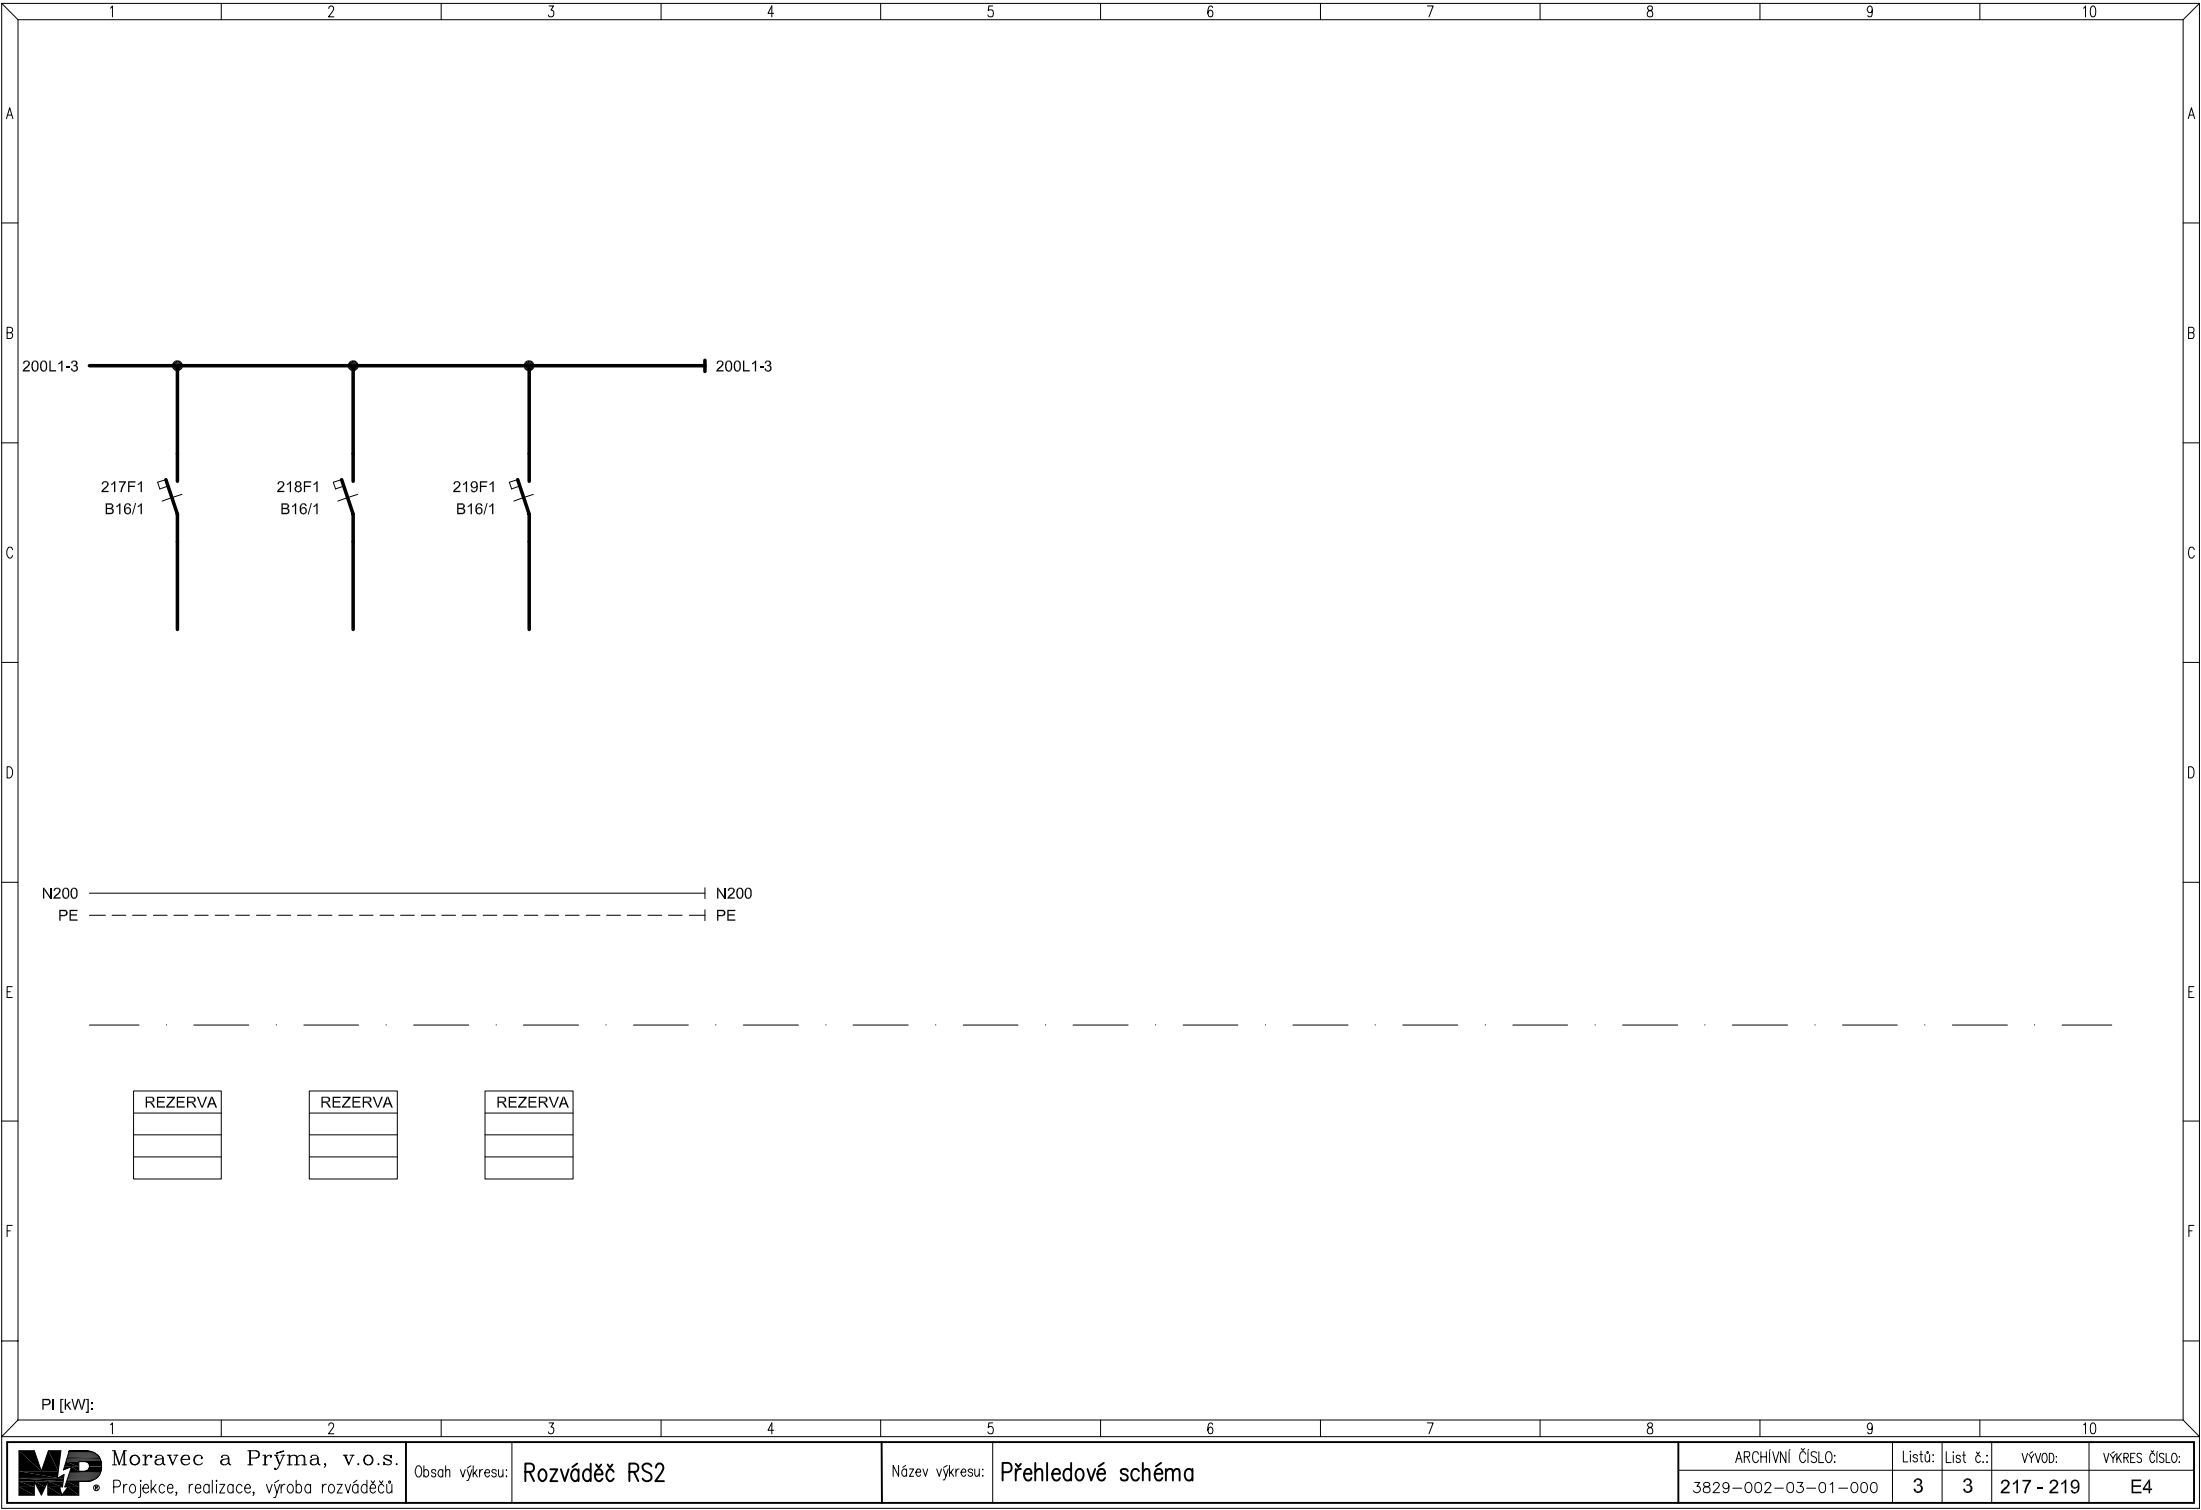 1 2 3 4 5 6 7 8 9 10
A A
B B
200L1-3 200L1-3
217F1 218F1 219F1
B16/1 B16/1 B16/1
C C
D D
N200 N200
PE PE
E E
REZERVA REZERVA REZERVA
F F
PI [kW]:
1 2 3 4 5 6 7 8 9 10
MP ® Moravec a Prýma, v.o.s.
Projekce, realizace, výroba rozváděčů
Obsah výkresu: Rozváděč RS2
Název výkresu: Přehledové schéma
ARCHÍVNÍ ČÍSLO: Listů: List č.: VÝVOD: VÝKRES ČÍSLO:
3829-002-03-01-000 3 3 217 - 219 E4